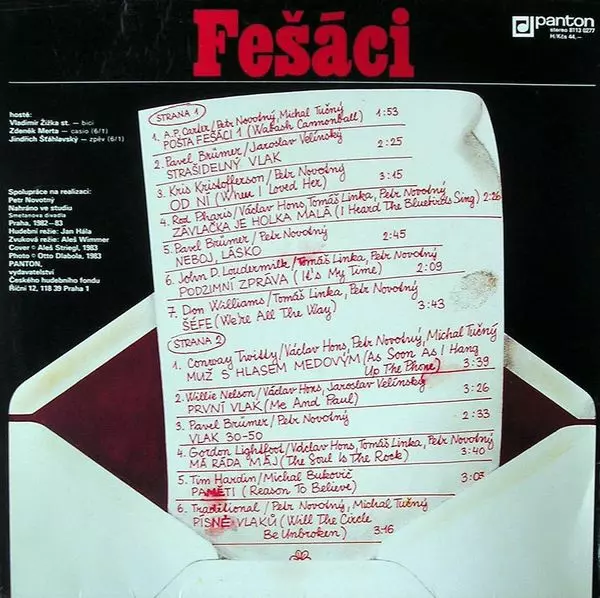 Fešáci
panton
stereo 8113 0277
H/Kčs 44,—
hosté:
Vladimír Žižka st. — bicí
Zdeněk Merta — casio (6/1)
Jindřich Šťáhlavský — zpěv (6/1)
Spolupráce na realizaci:
Petr Novotný
Nahráno ve studiu
Smetanova divadla
Praha, 1982—83
Hudební režie: Jan Hála
Zvuková režie: Aleš Wimmer
Cover © Aleš Striegl, 1983
Photo © Otto Dlabola, 1983
PANTON,
vydavatelství
Českého hudebního fondu
Říční 12, 118 39 Praha 1
STRANA 1
1. A.P. Carter/Petr Novotný, Michal Tučný
POŠTA FEŠÁCI 1 (Wabash Cannonball) 1:53
2. Pavel Brümer/Jaroslav Velínský
STRAŠIDELNÝ VLAK 2:25
3. Kris Kristofferson/Petr Novotný
OD NÍ (When I Loved Her) 3:15
4. Red Pharis/Václav Hons, Tomáš Linka, Petr Novotný
ZÁVLAČKA JE HOLKA MALÁ (I Heard The Bluebirds Sing) 2:26
5. Pavel Brümer/Petr Novotný
NEBOJ, LÁSKO 2:45
6. John D. Loudermilk/Tomáš Linka, Petr Novotný
PODZIMNÍ ZPRÁVA (It's My Time) 2:09
7. Don Williams/Tomáš Linka, Petr Novotný
ŠÉFE (We're All The Way) 3:43
STRANA 2
1. Conway Twitty/Václav Hons, Petr Novotný, Michal Tučný
MUŽ S HLASEM MEDOVÝM (As Soon As I Hang
Up The Phone) 3:39
2. Willie Nelson/Václav Hons, Jaroslav Velínský
PRVNÍ VLAK (Me And Paul) 3:26
3. Pavel Brümer/Petr Novotný
VLAK 30-50 2:33
4. Gordon Lightfoot/Václav Hons, Tomáš Linka, Petr Novotný
MÁ RÁDA MÁJ (The Soul Is The Rock) 3:40
5. Tim Hardin/Michal Bukovič
PAMĚTI (Reason To Believe) 3:03
6. Traditional/Petr Novotný, Michal Tučný
PÍSNĚ VLAKŮ (Will The Circle
Be Unbroken) 3:16